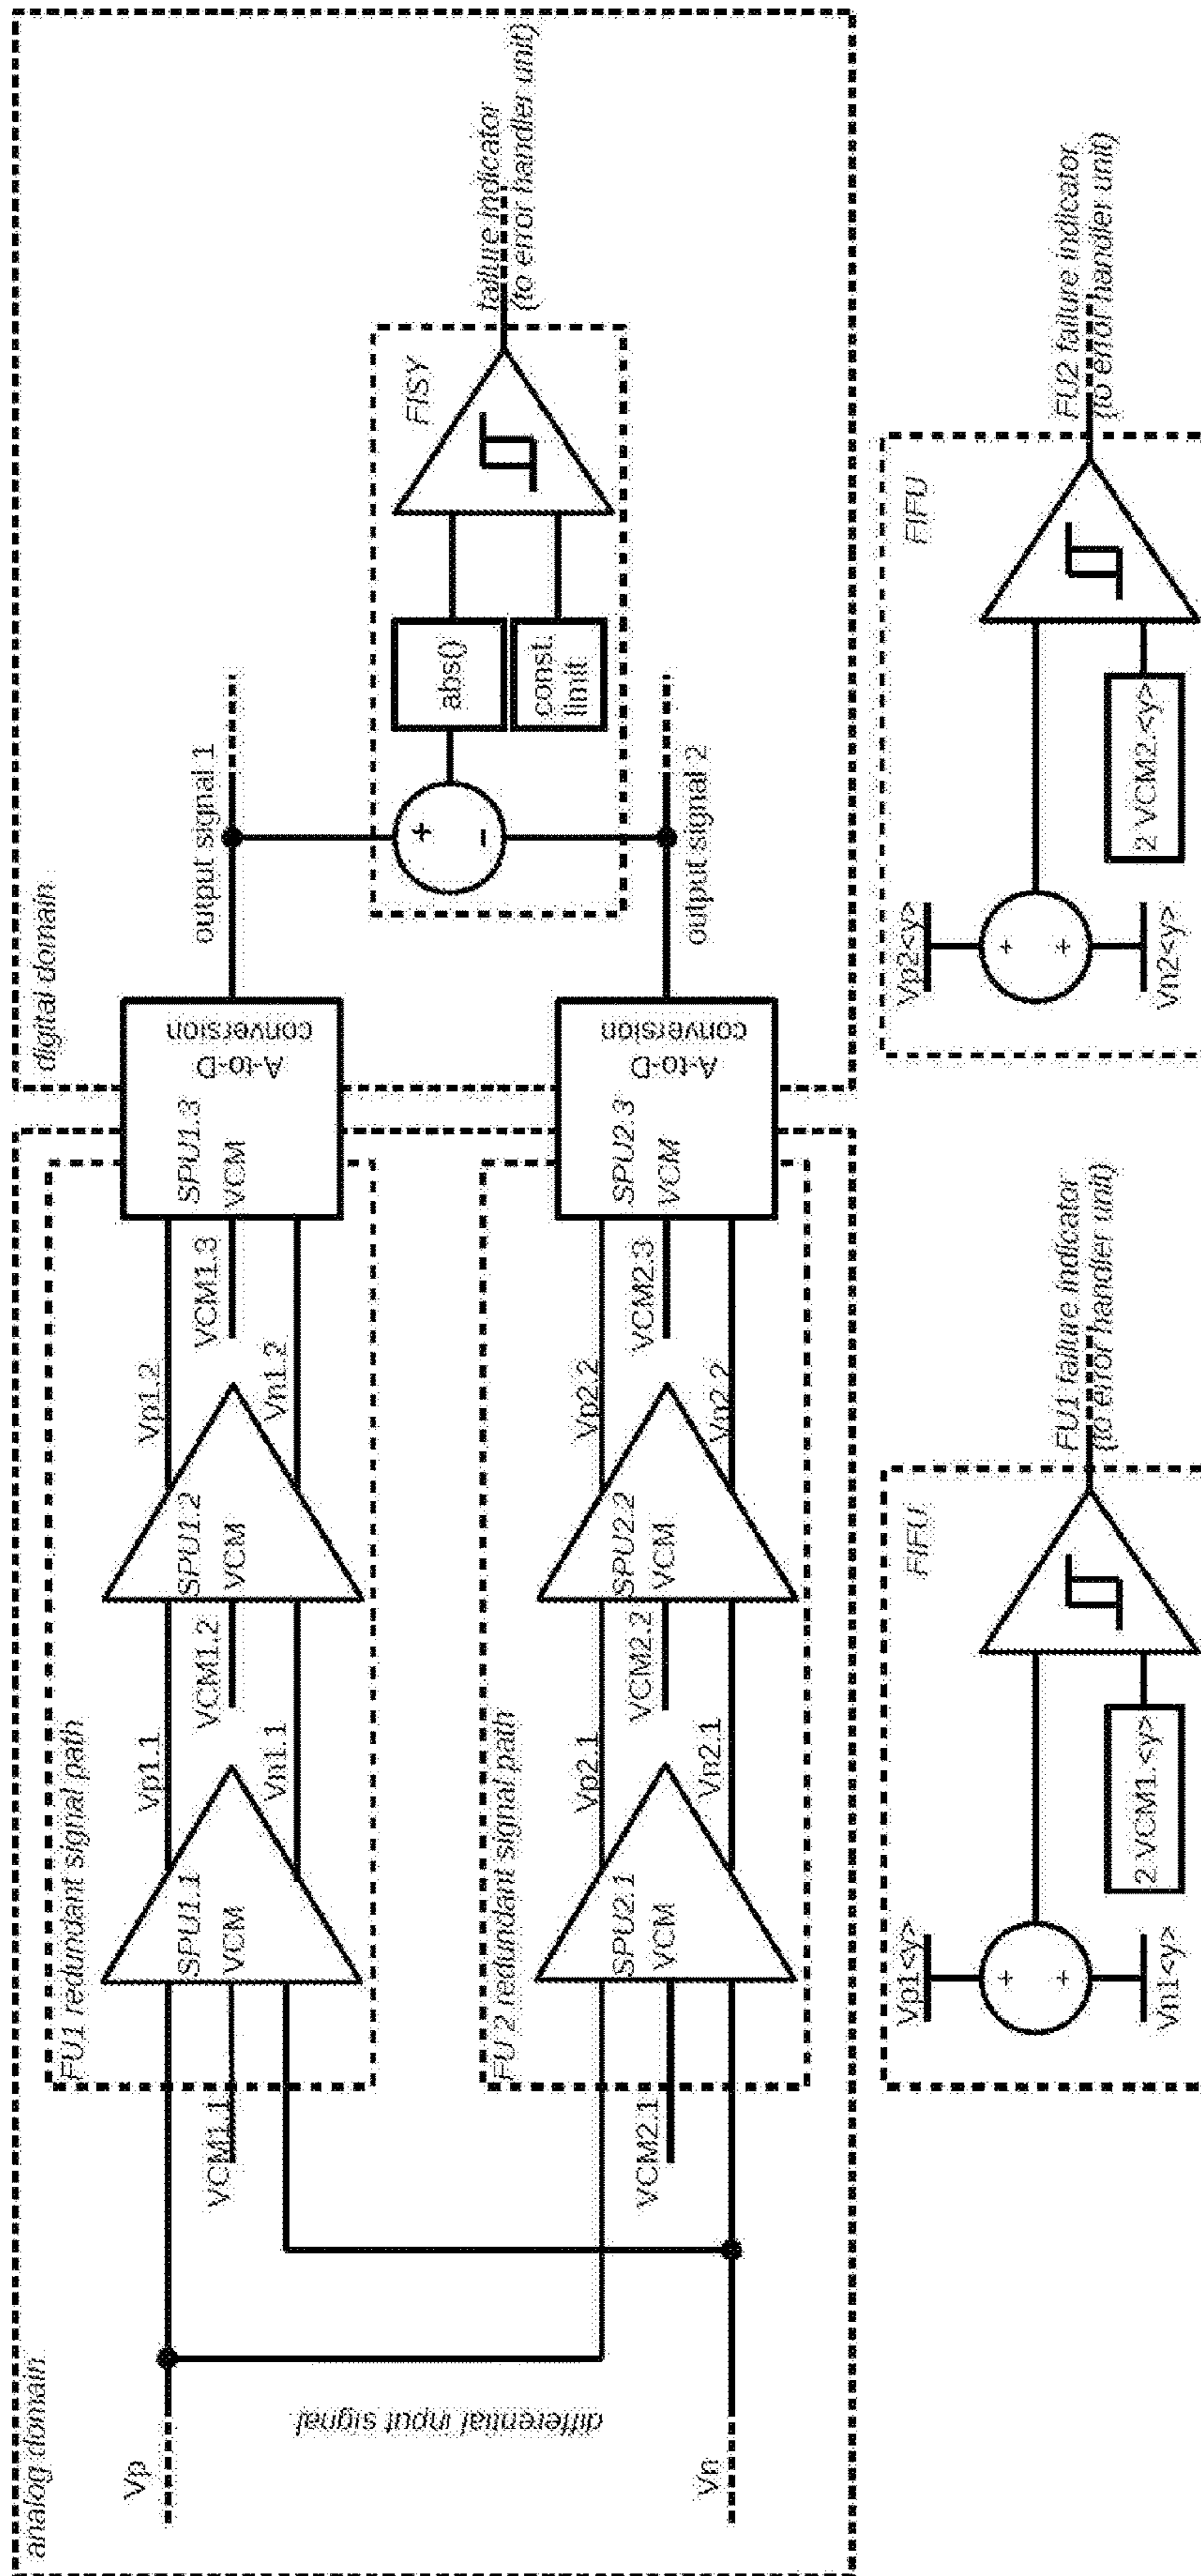 analog domain
Vp
differential input signal
Vn
FU1 redundant signal path
VCM1.1
SPU1.1
VCM
Vp1.1
Vn1.1
VCM1.2
SPU1.2
VCM
Vp1.2
Vn1.2
VCM1.3
SPU1.3
VCM
A-to-D
conversion
FU 2 redundant signal path
VCM2.1
SPU2.1
VCM
Vp2.1
Vn2.1
VCM2.2
SPU2.2
VCM
Vp2.2
Vn2.2
VCM2.3
SPU2.3
VCM
A-to-D
conversion
digital domain
output signal 1
output signal 2
+
-
abs()
const.
limit
FISY
failure indicator
(to error handler unit)
Vp1<y>
+
+
Vn1<y>
2 VCM1.<y>
FIFU
FU1 failure indicator
(to error handler unit)
Vp2<y>
+
+
Vn2<y>
2 VCM2.<y>
FIFU
FU2 failure indicator
(to error handler unit)